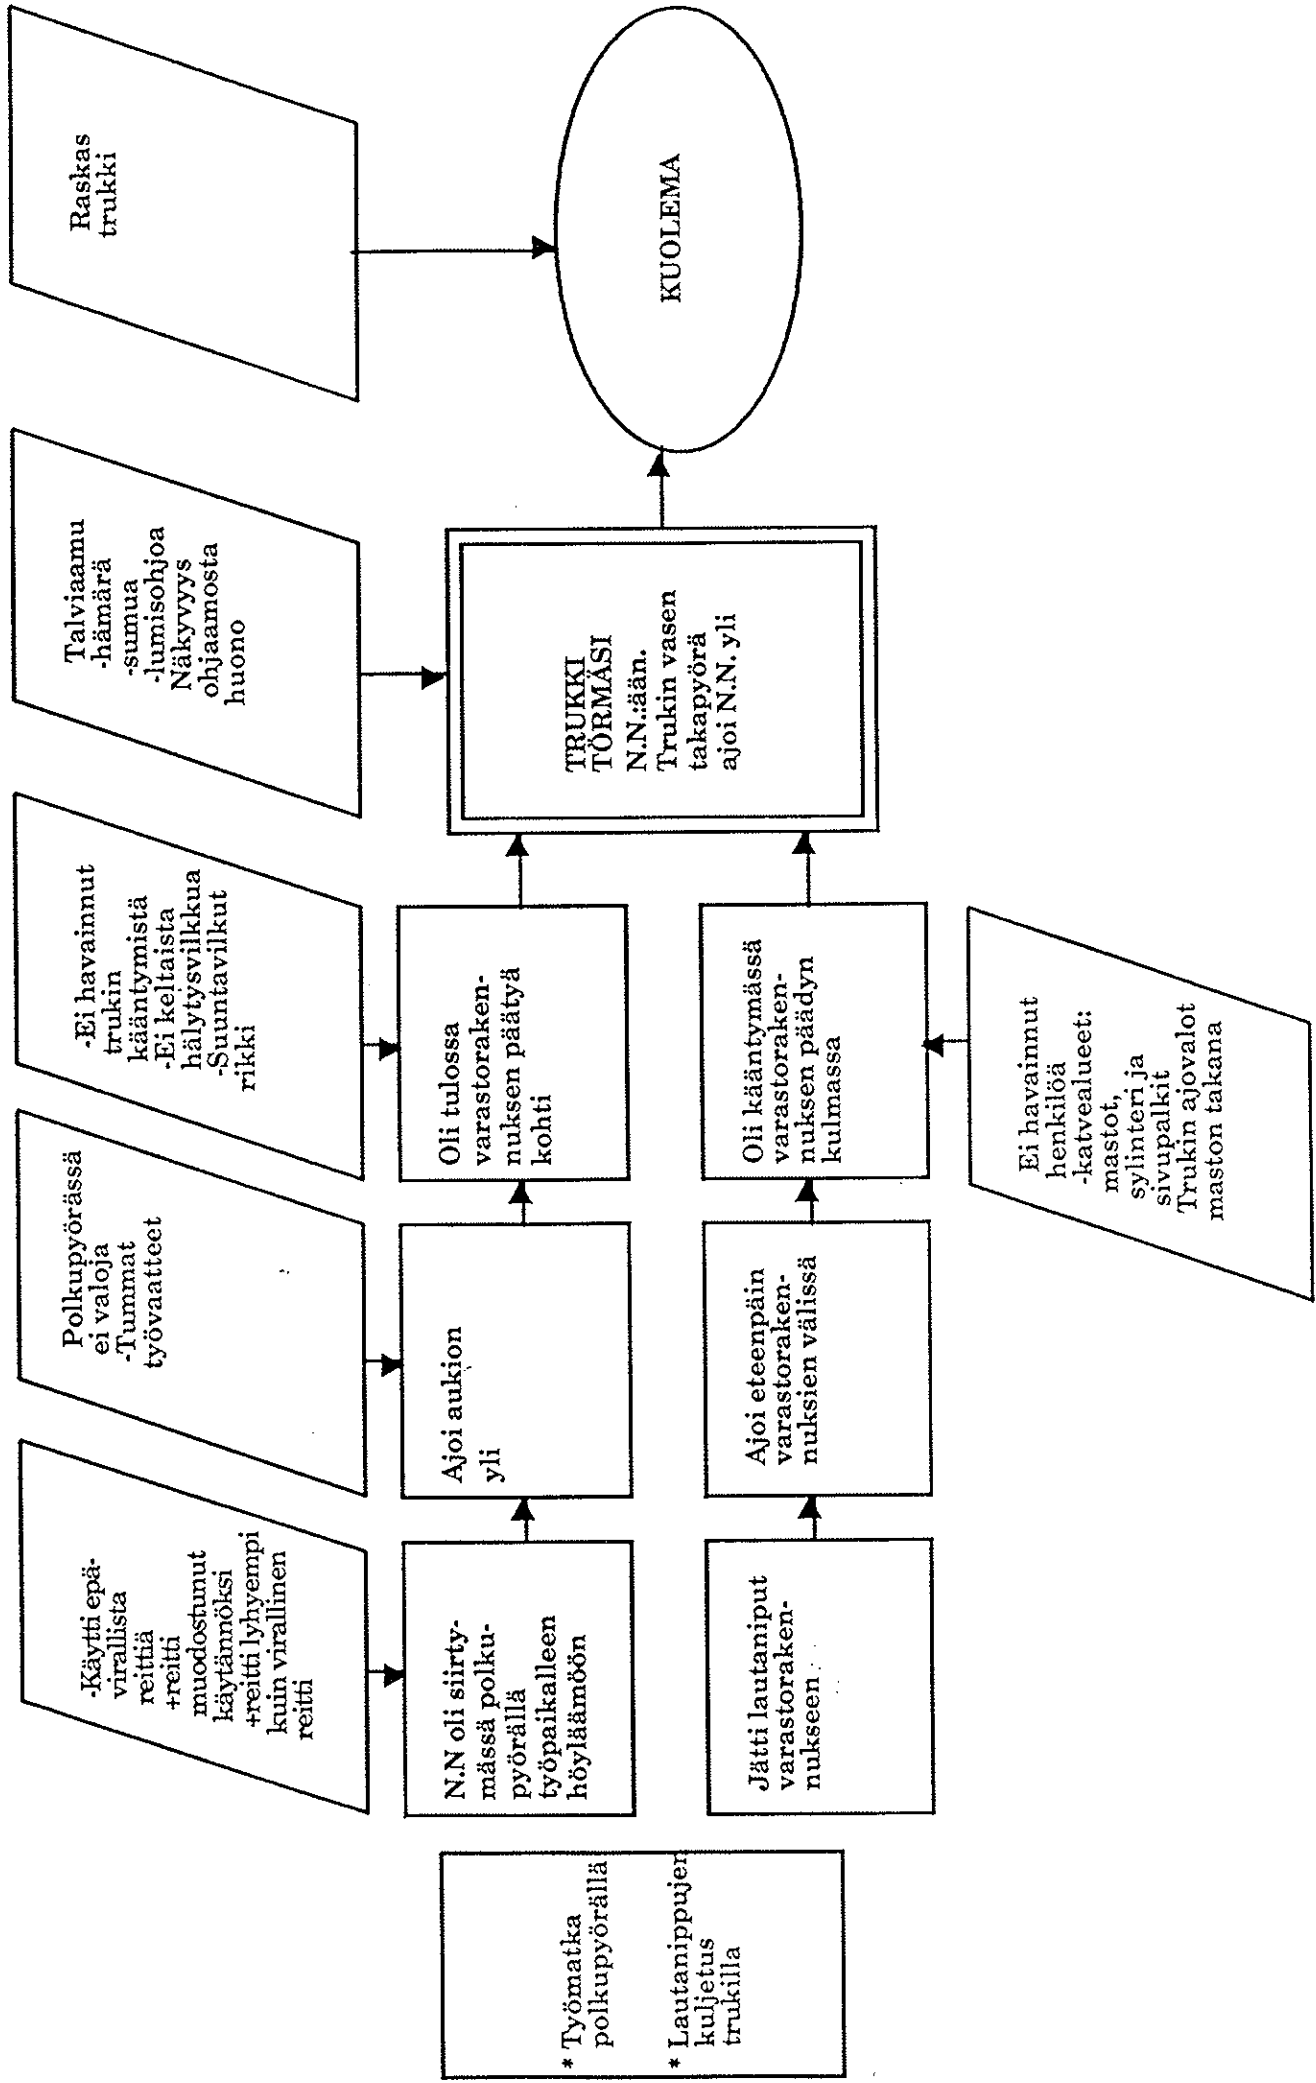 -Käytti epä-
virallista
reittiä
+reitti
muodostunut
käytännöksi
+reitti lyhyempi
kuin virallinen
reitti
Polkupyörässä
ei valoja
-Tummat
työvaatteet
-Ei havainnut
trukin
kääntymistä
-Ei keltaista
hälytysvilkkua
-Suuntavilkut
rikki
Talviaamu
-hämärä
-sumua
-lumisohjoa
Näkyvyys
ohjaamosta
huono
Raskas
trukki
* Työmatka
polkupyörällä
* Lautanippujen
kuljetus
trukilla
N.N oli siirty-
mässä polku-
pyörällä
työpaikalleen
höyläämöön
Ajoi aukion
yli
Oli tulossa
varastoraken-
nuksen päätyä
kohti
TRUKKI
TÖRMÄSI
N.N.:ään.
Trukin vasen
takapyörä
ajoi N.N. yli
KUOLEMA
Jätti lautaniput
varastoraken-
nukseen
Ajoi eteenpäin
varastoraken-
nuksien välissä
Oli kääntymässä
varastoraken-
nuksen päädyn
kulmassa
Ei havainnut
henkilöä
-katvealueet:
mastot,
sylinteri ja
sivupalkit
Trukin ajovalot
maston takana